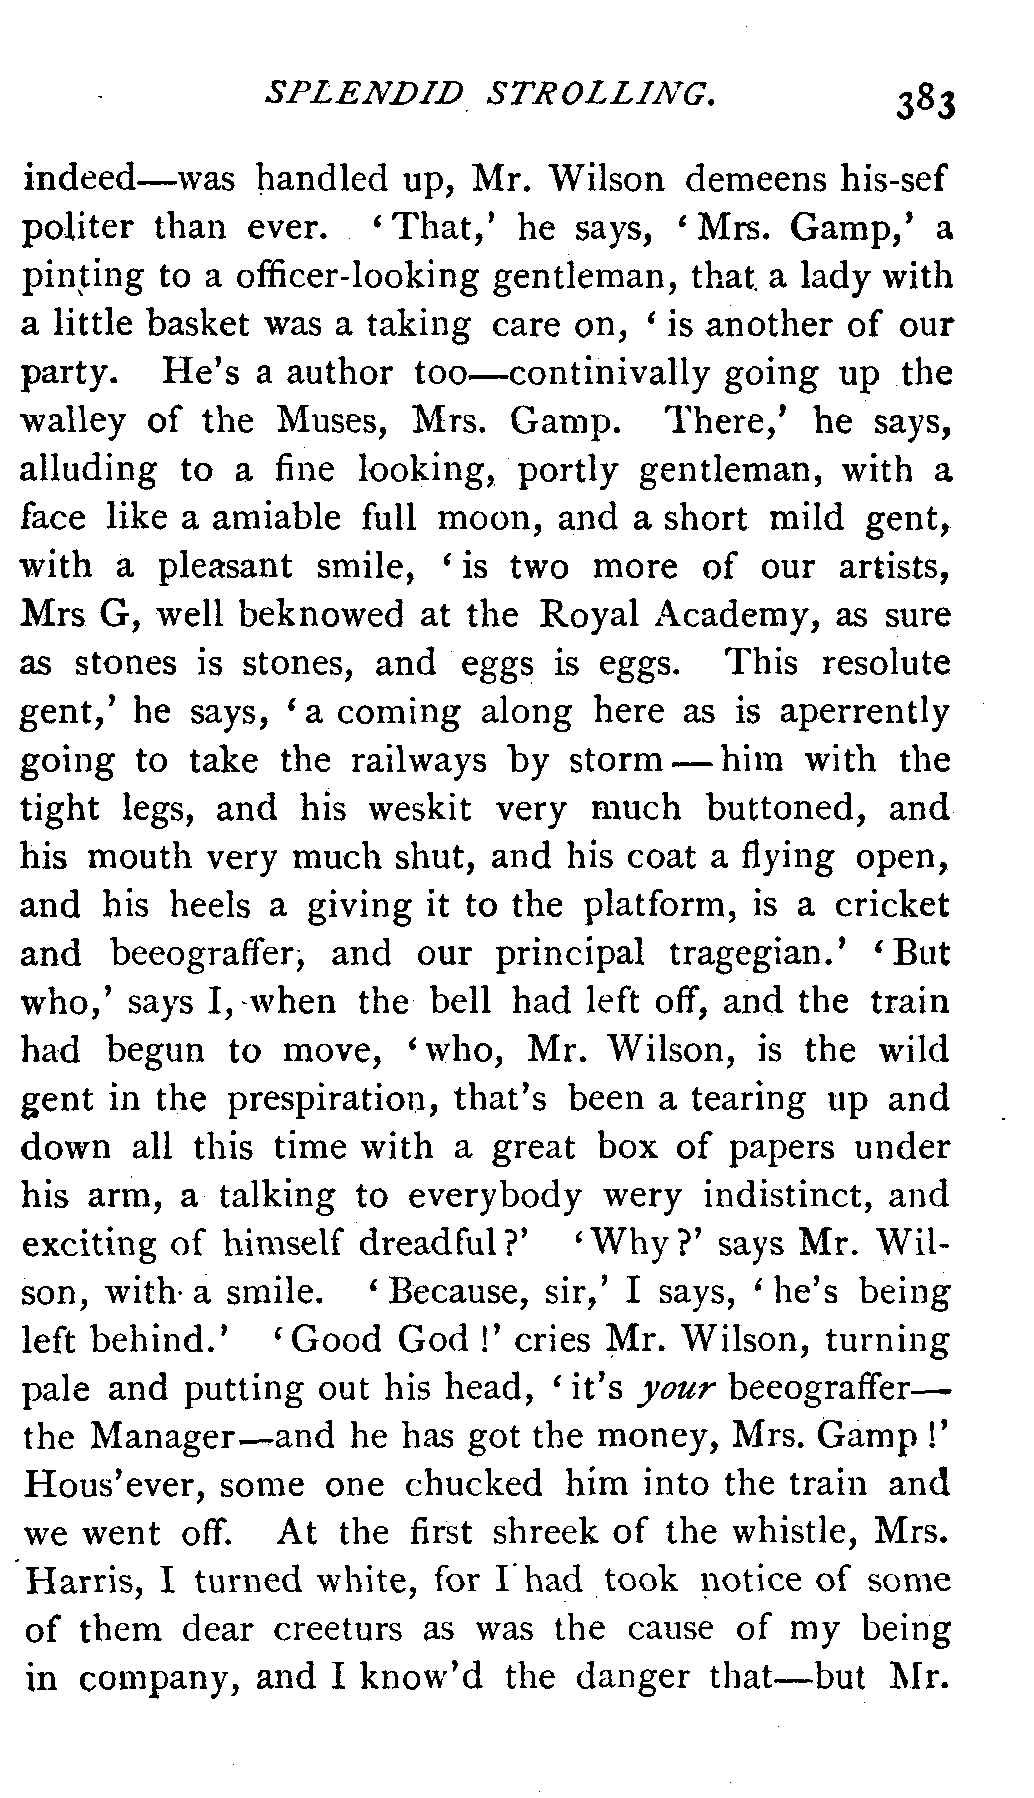 SPLENDID STROLLING. 383
indeed—was handled up, Mr. Wilson demeens his-sef
politer than ever. ‘That,’ he says, ‘Mrs. Gamp,’ a
pinting to a officer-looking gentleman, that a lady with
a little basket was a taking care on, ‘is another of our
party. He’s a author too—continivally going up the
walley of the Muses, Mrs. Gamp. There,’ he says,
alluding to a fine looking, portly gentleman, with a
face like a amiable full moon, and a short mild gent,
with a pleasant smile, ‘is two more of our artists,
Mrs G, well beknowed at the Royal Academy, as sure
as stones is stones, and eggs is eggs. This resolute
gent,’ he says, ‘a coming along here as is aperrently
going to take the railways by storm—him with the
tight legs, and his weskit very much buttoned, and
his mouth very much shut, and his coat a flying open,
and his heels a giving it to the platform, is a cricket
and beeograffer, and our principal tragegian.’ ‘But
who,’ says I, when the bell had left off, and the train
had begun to move, ‘who, Mr. Wilson, is the wild
gent in the prespiration, that’s been a tearing up and
down all this time with a great box of papers under
his arm, a talking to everybody wery indistinct, and
exciting of himself dreadful?’ ‘Why?’ says Mr. Wil-
son, with a smile. ‘Because, sir,’ I says, ‘he’s being
left behind.’ ‘Good God!’ cries Mr. Wilson, turning
pale and putting out his head, ‘it’s your beeograffer—
the Manager—and he has got the money, Mrs. Gamp!’
Hous’ever, some one chucked him into the train and
we went off. At the first shreek of the whistle, Mrs.
Harris, I turned white, for I had took notice of some
of them dear creeturs as was the cause of my being
in company, and I know’d the danger that—but Mr.